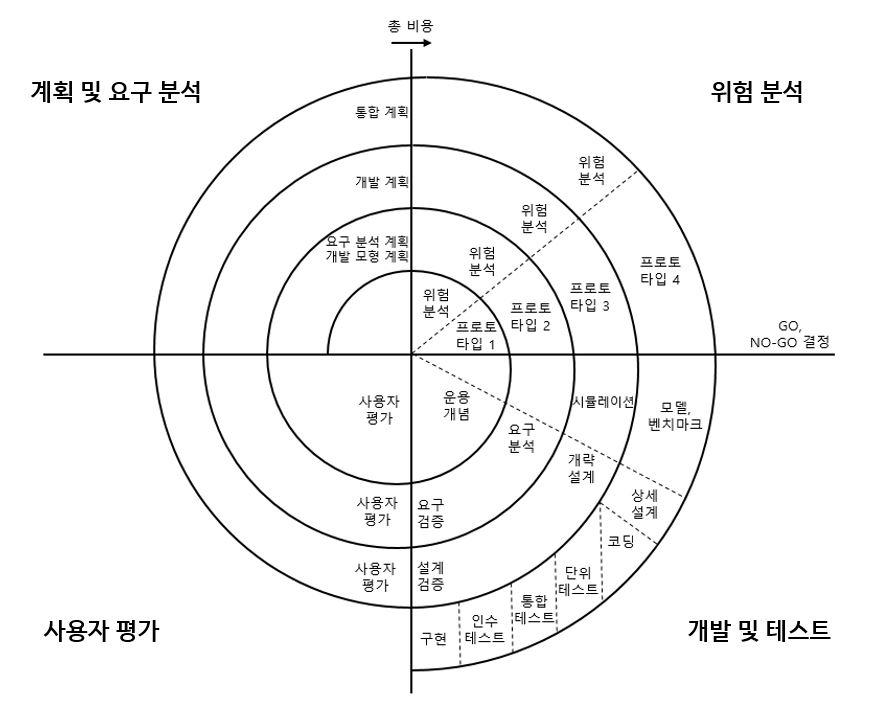 총 비용
계획 및 요구 분석
위험 분석
통합 계획
개발 계획
요구 분석 계획
개발 모형 계획
위험
분석
위험
분석
위험
분석
위험
분석
프로토
타입 1
프로토
타입 2
프로토
타입 3
프로토
타입 4
GO,
NO-GO 결정
사용자
평가
운용
개념
요구
분석
시뮬레이션
개략
설계
모델,
벤치마크
상세
설계
코딩
사용자
평가
요구
검증
사용자
평가
설계
검증
단위
테스트
통합
테스트
인수
테스트
구현
사용자 평가
개발 및 테스트